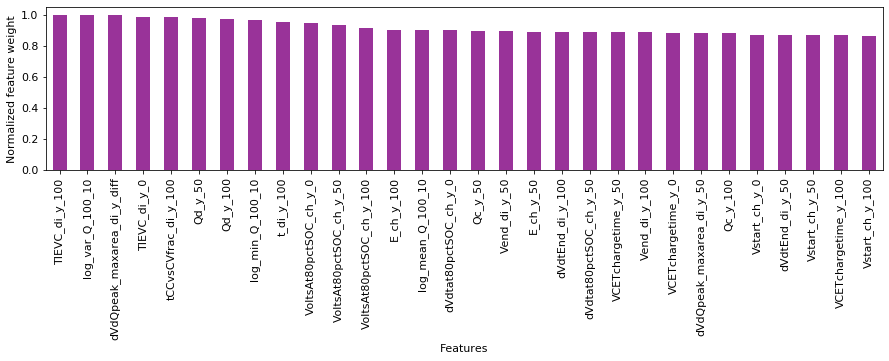 Normalized feature weight
1.0
0.8
0.6
0.4
0.2
0.0
TIEVC_di_y_100
log_var_Q_100_10
dVdQpeak_maxarea_di_y_diff
TIEVC_di_y_0
tCCvsCVfrac_di_y_100
Qd_y_50
Qd_y_100
log_min_Q_100_10
t_di_y_100
VoltsAt80pctSOC_ch_y_0
VoltsAt80pctSOC_ch_y_50
VoltsAt80pctSOC_ch_y_100
E_ch_y_100
log_mean_Q_100_10
dVdtat80pctSOC_ch_y_0
Qc_y_50
Vend_di_y_50
E_ch_y_50
dVdtEnd_di_y_100
dVdtat80pctSOC_ch_y_50
VCETchargetime_y_50
Vend_di_y_100
VCETchargetime_y_0
dVdQpeak_maxarea_di_y_50
Qc_y_100
Vstart_ch_y_0
dVdtEnd_di_y_50
Vstart_ch_y_50
VCETchargetime_y_100
Vstart_ch_y_100
Features